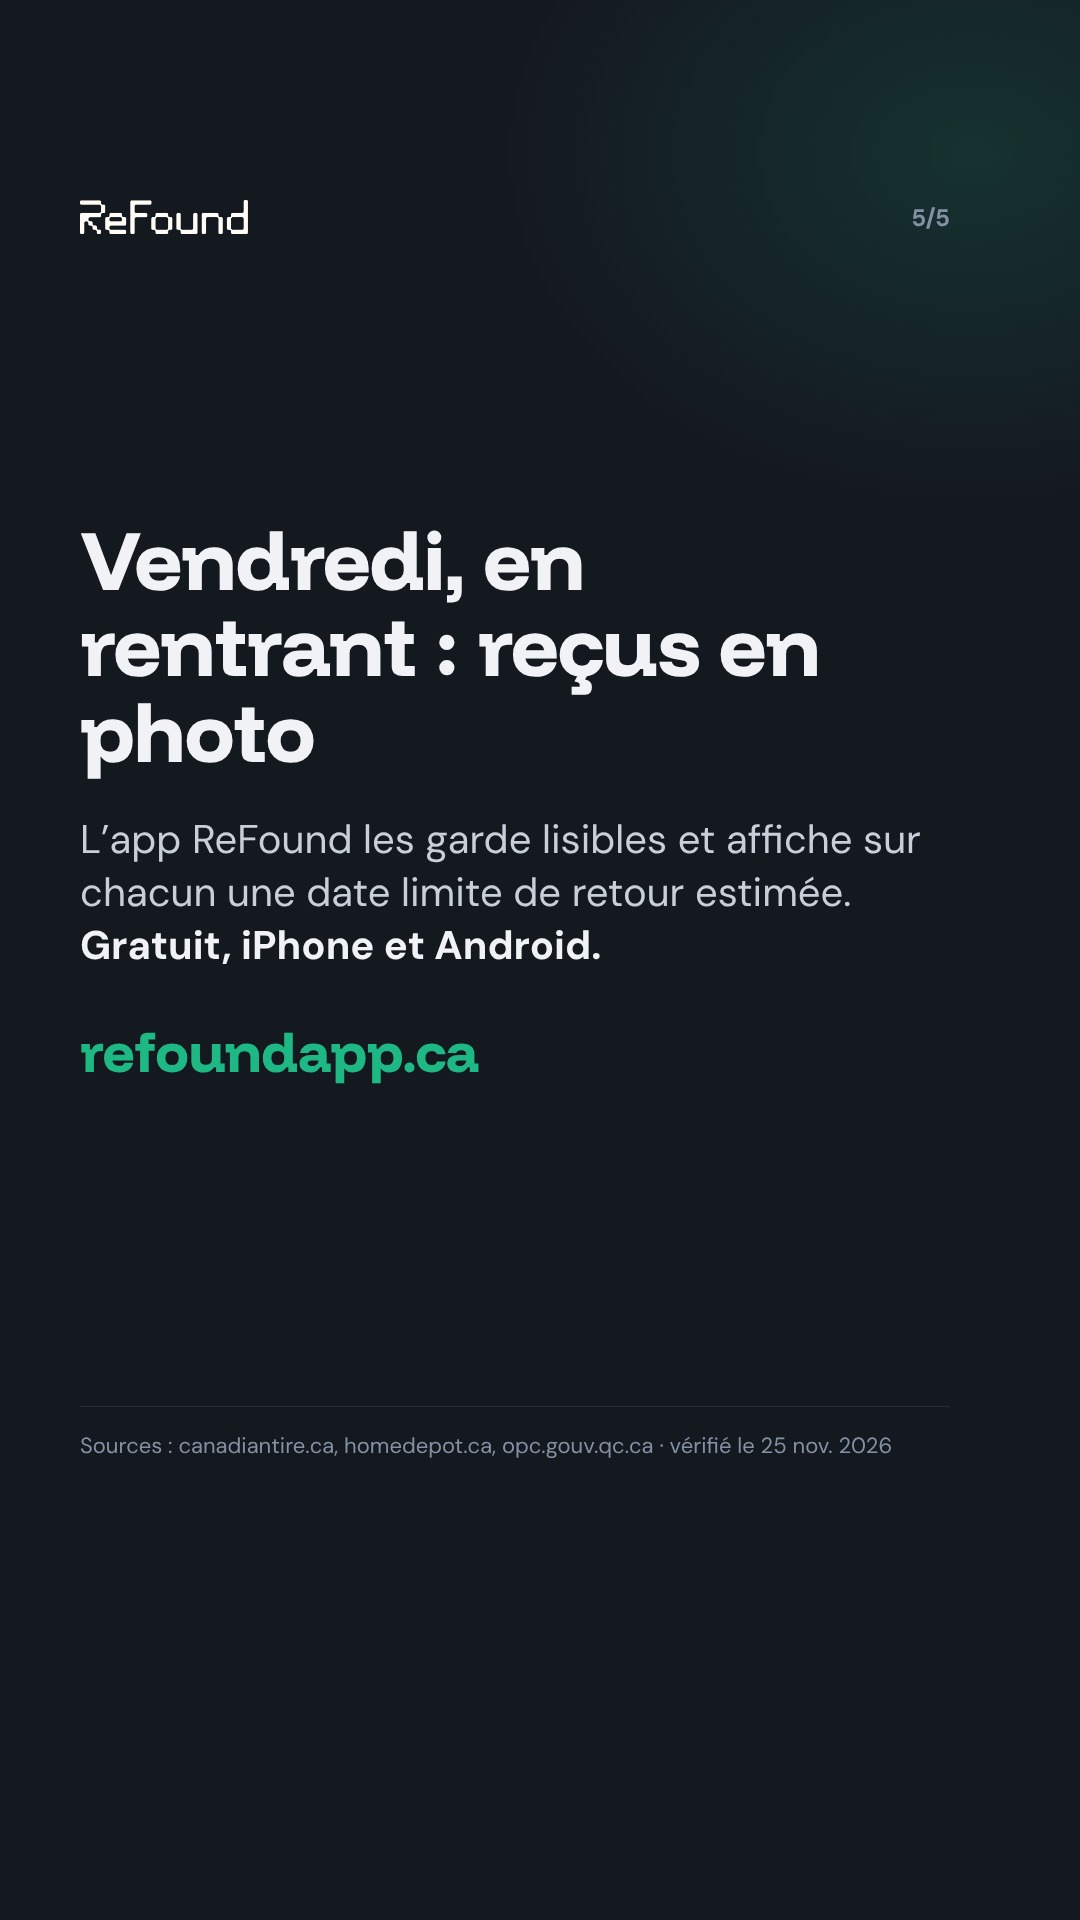 ReFound
5/5
Vendredi, en
rentrant : reçus en
photo
L’app ReFound les garde lisibles et affiche sur
chacun une date limite de retour estimée.
Gratuit, iPhone et Android.
refoundapp.ca
Sources : canadiantire.ca, homedepot.ca, opc.gouv.qc.ca · vérifié le 25 nov. 2026